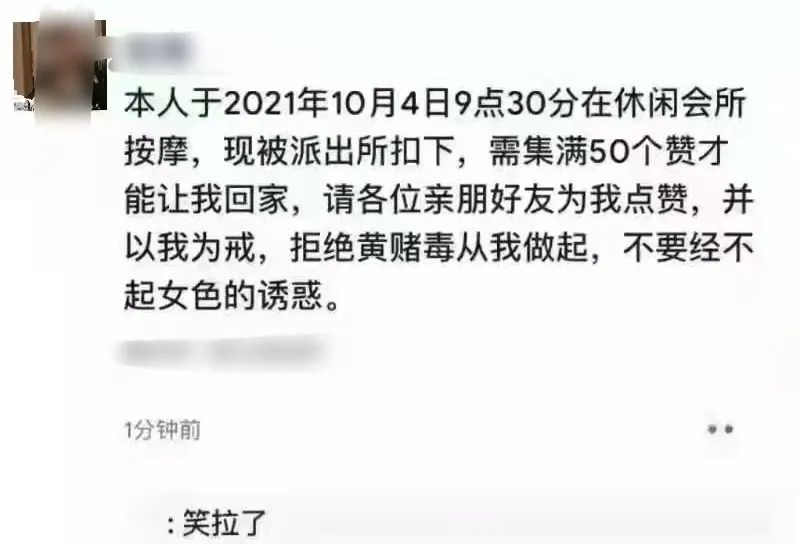 本人于2021年10月4日9点30分在休闲会所
按摩，现被派出所扣下，需集满50个赞才
能让我回家，请各位亲朋好友为我点赞，并
以我为戒，拒绝黄赌毒从我做起，不要经不
起女色的诱惑。
1分钟前
: 笑拉了